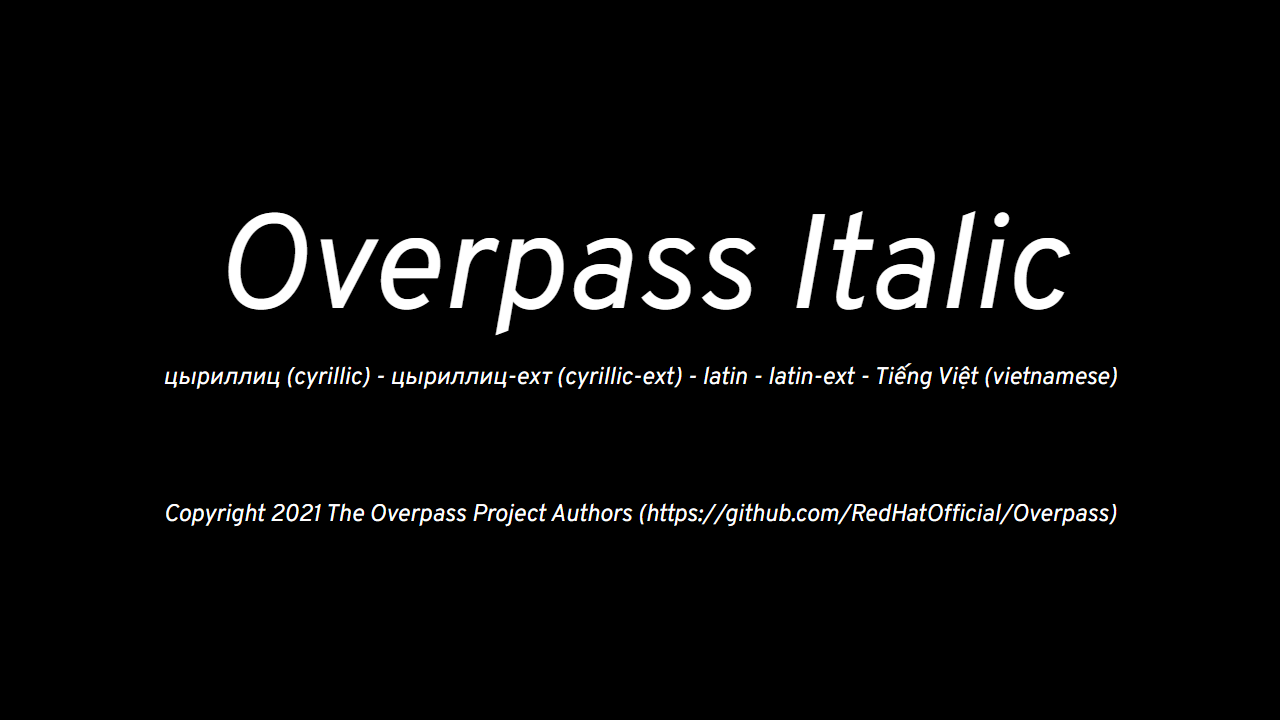 Overpass Italic
цыриллиц (cyrillic) - цыриллиц-ехт (cyrillic-ext) - latin - latin-ext - Tiếng Việt (vietnamese)
Copyright 2021 The Overpass Project Authors (https://github.com/RedHatOfficial/Overpass)